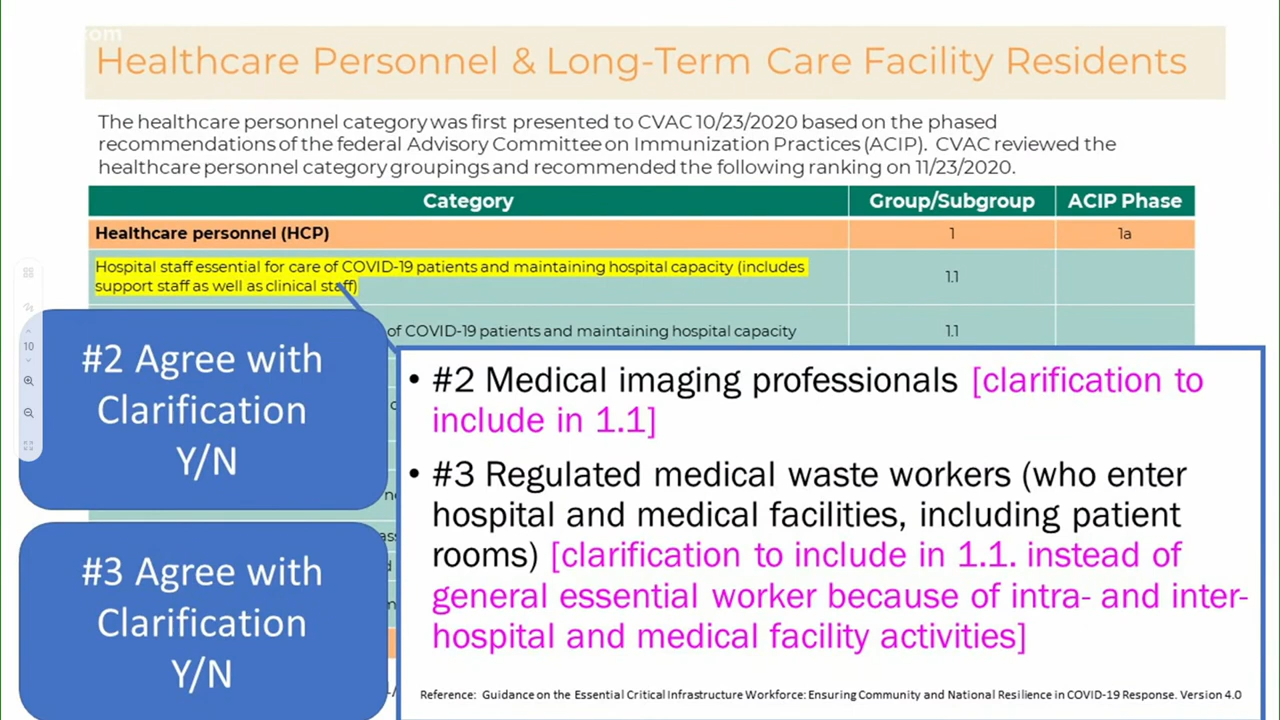 com
Healthcare Personnel & Long-Term Care Facility Residents
The healthcare personnel category was first presented to CVAC 10/23/2020 based on the phased
recommendations of the federal Advisory Committee on Immunization Practices (ACIP). CVAC reviewed the
healthcare personnel category groupings and recommended the following ranking on 11/23/2020.
Category Group/Subgroup ACIP Phase
Healthcare personnel (HCP) 1 1a
Hospital staff essential for care of COVID-19 patients and maintaining hospital capacity (includes
support staff as well as clinical staff) 1.1
of COVID-19 patients and maintaining hospital capacity 1.1
10
#2 Agree with
Clarification
Y/N
#3 Agree with
Clarification
Y/N
• #2 Medical imaging professionals [clarification to
include in 1.1]
• #3 Regulated medical waste workers (who enter
hospital and medical facilities, including patient
rooms) [clarification to include in 1.1. instead of
general essential worker because of intra- and inter-
hospital and medical facility activities]
Reference: Guidance on the Essential Critical Infrastructure Workforce: Ensuring Community and National Resilience in COVID-19 Response. Version 4.0